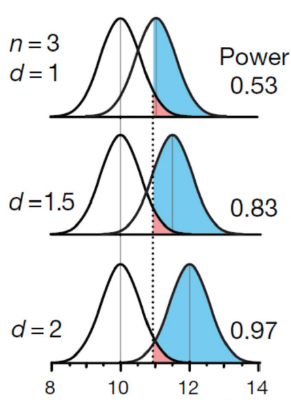 n = 3
d = 1
Power
0.53
d = 1.5
0.83
d = 2
0.97
8 10 12 14